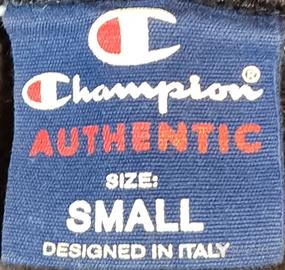 Champion®
AUTHENTIC
SIZE:
SMALL
DESIGNED IN ITALY